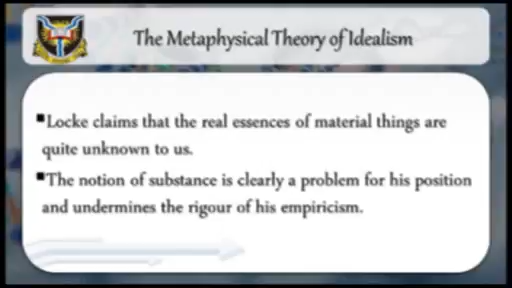 The Metaphysical Theory of Idealism
▪Locke claims that the real essences of material things are
quite unknown to us.
▪The notion of substance is clearly a problem for his position
and undermines the rigour of his empiricism.